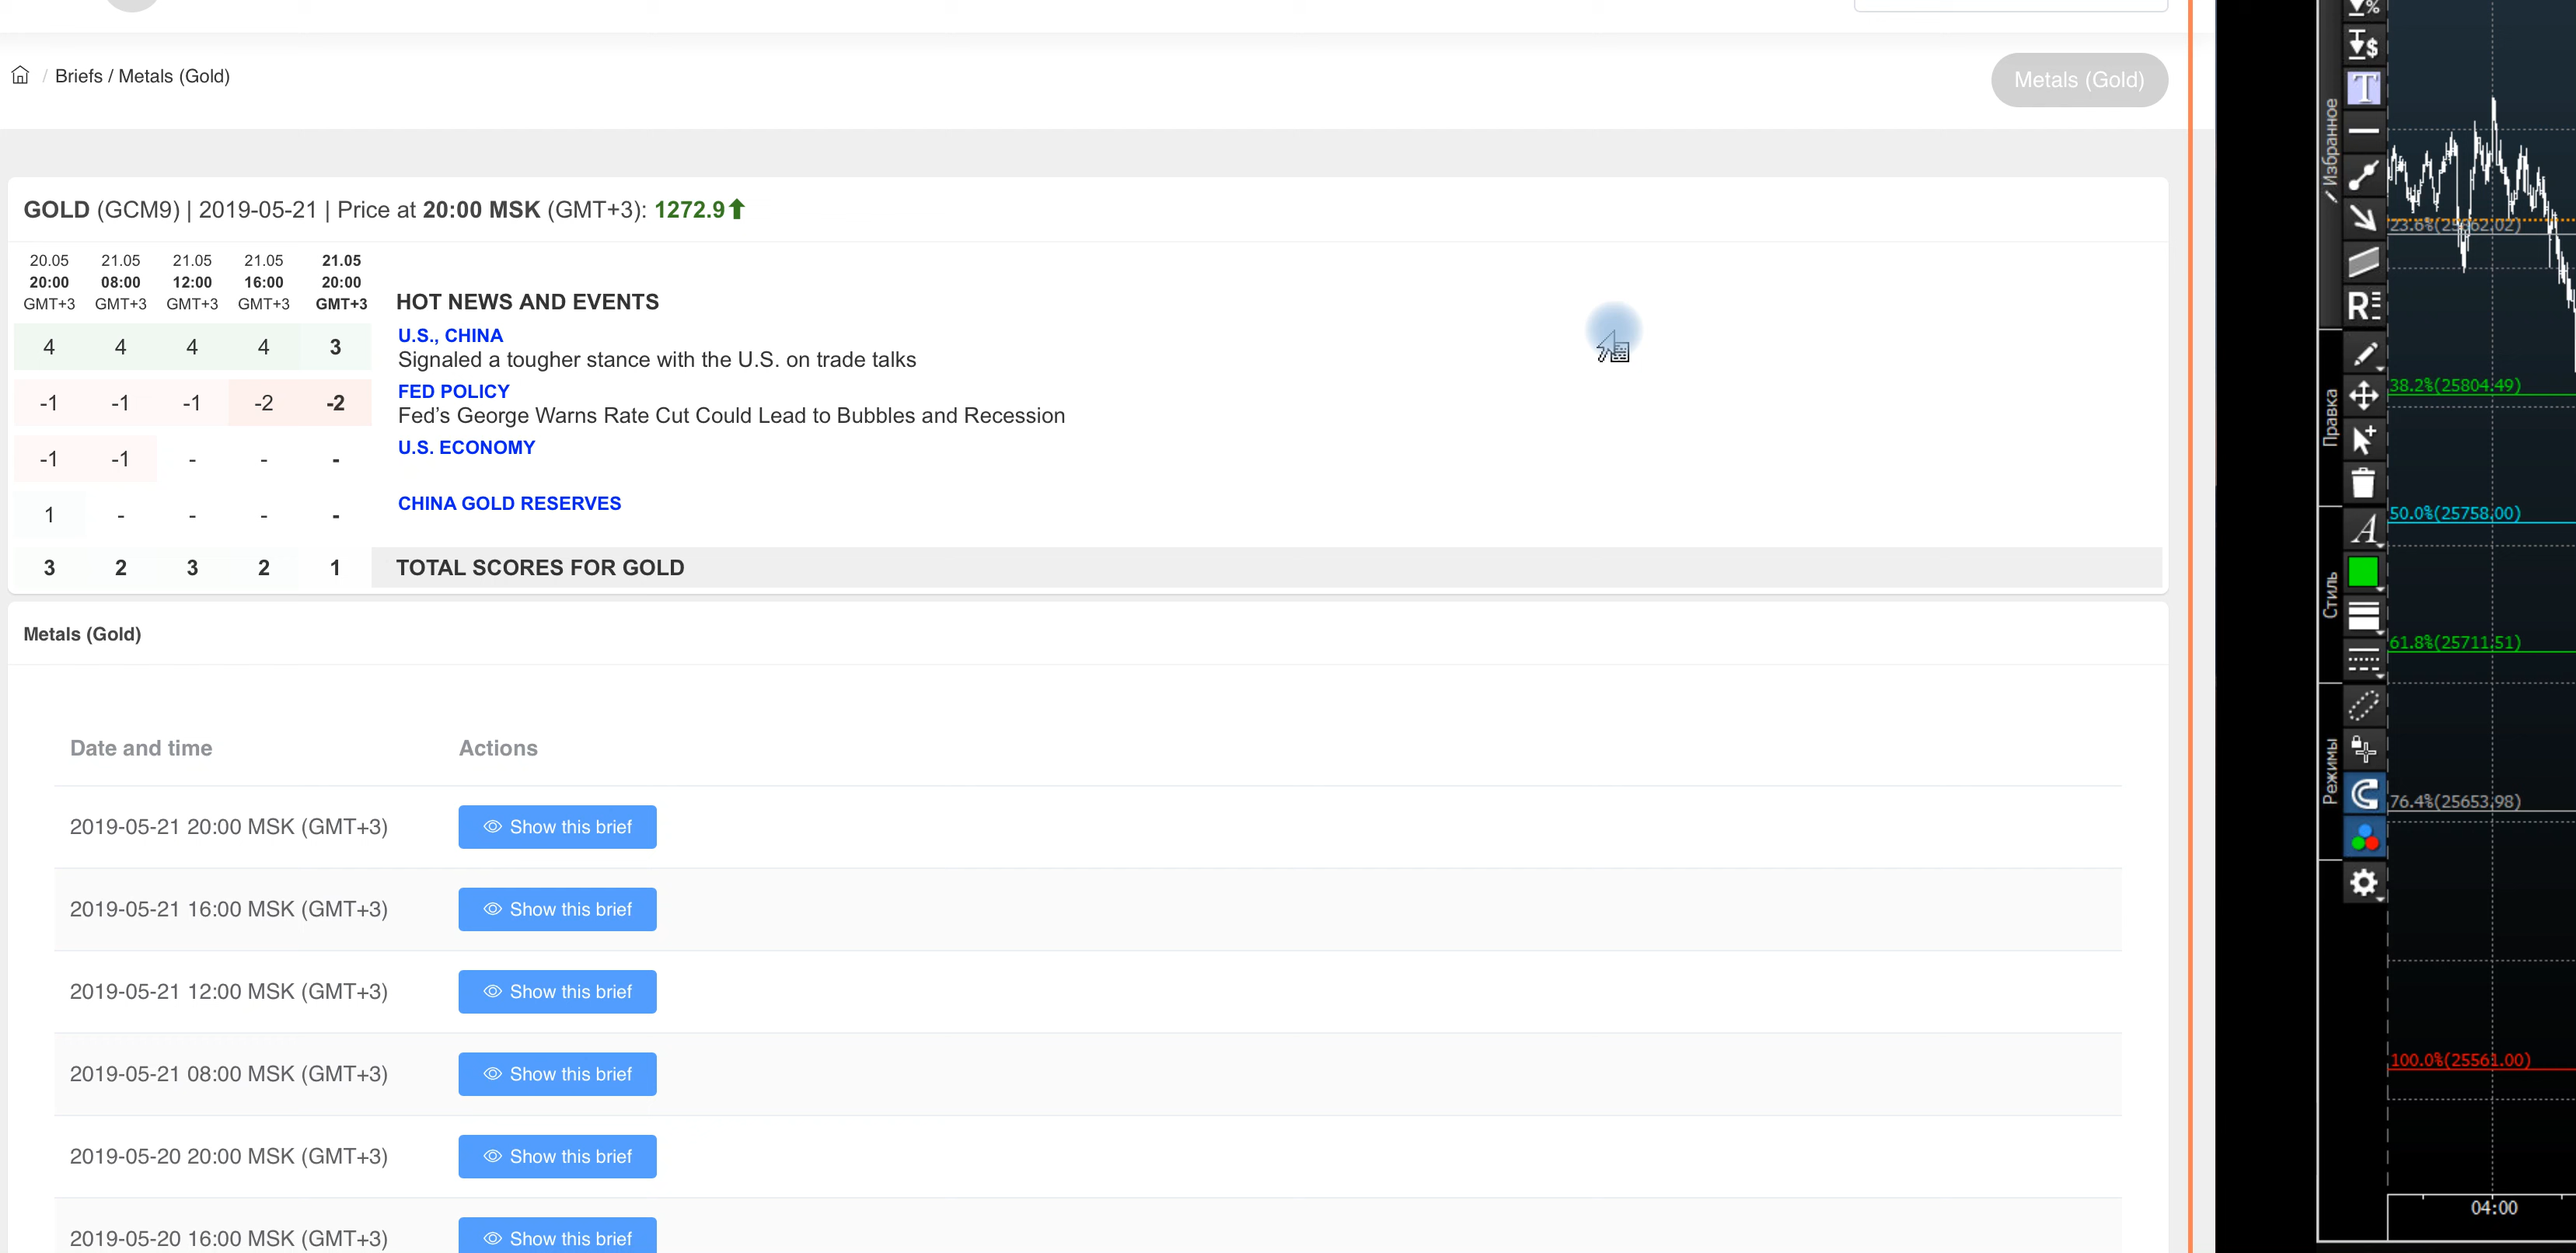 / Briefs / Metals (Gold)
Metals (Gold)
GOLD (GCM9) | 2019-05-21 | Price at 20:00 MSK (GMT+3): 1272.9
20.05 21.05 21.05 21.05 21.05
20:00 08:00 12:00 16:00 20:00
GMT+3 GMT+3 GMT+3 GMT+3 GMT+3
HOT NEWS AND EVENTS
4 4 4 4 3
U.S., CHINA
Signaled a tougher stance with the U.S. on trade talks
-1 -1 -1 -2 -2
FED POLICY
Fed’s George Warns Rate Cut Could Lead to Bubbles and Recession
-1 -1 - - -
U.S. ECONOMY
1 - - - -
CHINA GOLD RESERVES
3 2 3 2 1 TOTAL SCORES FOR GOLD
Metals (Gold)
Date and time Actions
2019-05-21 20:00 MSK (GMT+3) Show this brief
2019-05-21 16:00 MSK (GMT+3) Show this brief
2019-05-21 12:00 MSK (GMT+3) Show this brief
2019-05-21 08:00 MSK (GMT+3) Show this brief
2019-05-20 20:00 MSK (GMT+3) Show this brief
2019-05-20 16:00 MSK (GMT+3) Show this brief
%
$
T
R
A
Избранное
Правка
Стиль
Режимы
23.6%(25862.02)
38.2%(25804.49)
50.0%(25758.00)
61.8%(25711.51)
76.4%(25653.98)
100.0%(25561.00)
04:00